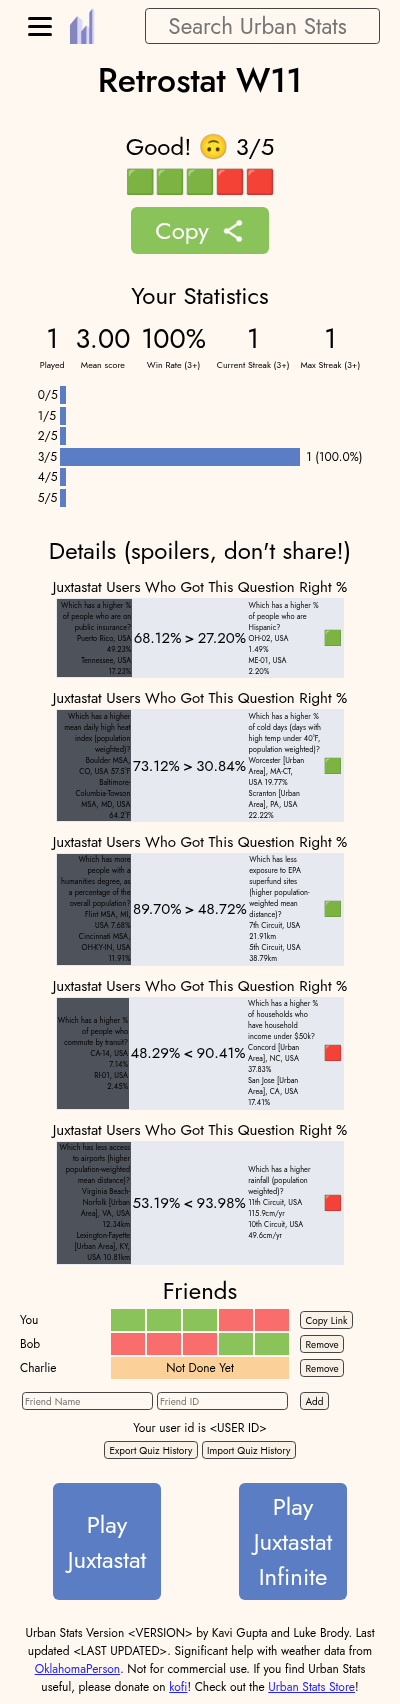 Search Urban Stats
Retrostat W11
Good! 🙃 3/5
🟩🟩🟩🟥🟥
Copy
Your Statistics
1 3.00 100% 1 1
Played Mean score Win Rate (3+) Current Streak (3+) Max Streak (3+)
0/5
1/5
2/5
3/5 1 (100.0%)
4/5
5/5
Details (spoilers, don't share!)
Juxtastat Users Who Got This Question Right %
Which has a higher %
of people who are on
public insurance?
Puerto Rico, USA
49.23%
Tennessee, USA
17.23%
68.12% > 27.20%
Which has a higher %
of people who are
Hispanic?
OH-02, USA
1.49%
ME-01, USA
2.20%
🟩
Juxtastat Users Who Got This Question Right %
Which has a higher
mean daily high heat
index (population
weighted)?
Boulder MSA,
CO, USA 57.5°F
Baltimore-
Columbia-Towson
MSA, MD, USA
64.2°F
73.12% > 30.84%
Which has a higher %
of cold days (days with
high temp under 40°F,
population weighted)?
Worcester [Urban
Area], MA-CT,
USA 19.77%
Scranton [Urban
Area], PA, USA
22.22%
🟩
Juxtastat Users Who Got This Question Right %
Which has more
people with a
humanities degree, as
a percentage of the
overall population?
Flint MSA, MI,
USA 7.68%
Cincinnati MSA,
OH-KY-IN, USA
11.91%
89.70% > 48.72%
Which has less
exposure to EPA
superfund sites
(higher population-
weighted mean
distance)?
7th Circuit, USA
21.91km
5th Circuit, USA
38.79km
🟩
Juxtastat Users Who Got This Question Right %
Which has a higher %
of people who
commute by transit?
CA-14, USA
7.14%
RI-01, USA
2.45%
48.29% < 90.41%
Which has a higher %
of households who
have household
income under $50k?
Concord [Urban
Area], NC, USA
37.83%
San Jose [Urban
Area], CA, USA
17.41%
🟥
Juxtastat Users Who Got This Question Right %
Which has less access
to airports (higher
population-weighted
mean distance)?
Virginia Beach-
Norfolk [Urban
Area], VA, USA
12.34km
Lexington-Fayette
[Urban Area], KY,
USA 10.81km
53.19% < 93.98%
Which has a higher
rainfall (population
weighted)?
11th Circuit, USA
115.9cm/yr
10th Circuit, USA
49.6cm/yr
🟥
Friends
You Copy Link
Bob Remove
Charlie Not Done Yet Remove
Friend Name Friend ID Add
Your user id is <USER ID>
Export Quiz History Import Quiz History
Play
Juxtastat
Play
Juxtastat
Infinite
Urban Stats Version <VERSION> by Kavi Gupta and Luke Brody. Last
updated <LAST UPDATED>. Significant help with weather data from
OklahomaPerson. Not for commercial use. If you find Urban Stats
useful, please donate on kofi! Check out the Urban Stats Store!